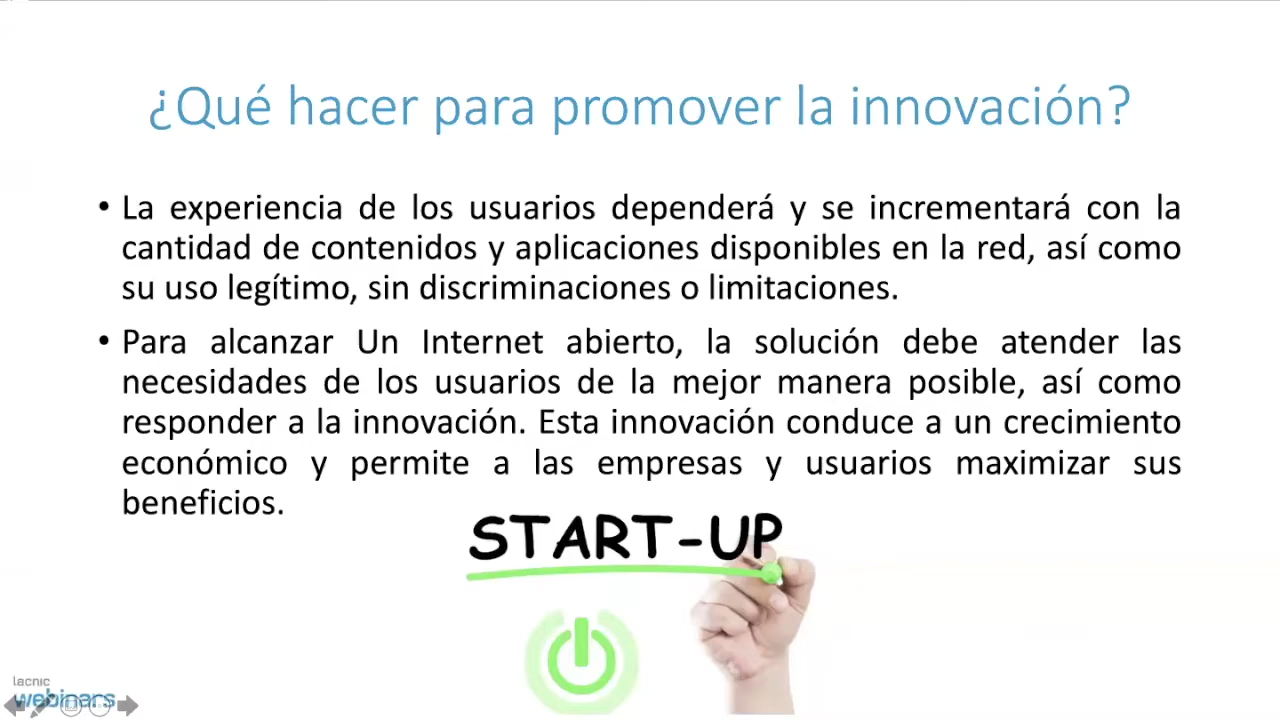 ¿Qué hacer para promover la innovación?
• La experiencia de los usuarios dependerá y se incrementará con la
cantidad de contenidos y aplicaciones disponibles en la red, así como
su uso legítimo, sin discriminaciones o limitaciones.
• Para alcanzar Un Internet abierto, la solución debe atender las
necesidades de los usuarios de la mejor manera posible, así como
responder a la innovación. Esta innovación conduce a un crecimiento
económico y permite a las empresas y usuarios maximizar sus
beneficios.
START-UP
lacnic
webinars